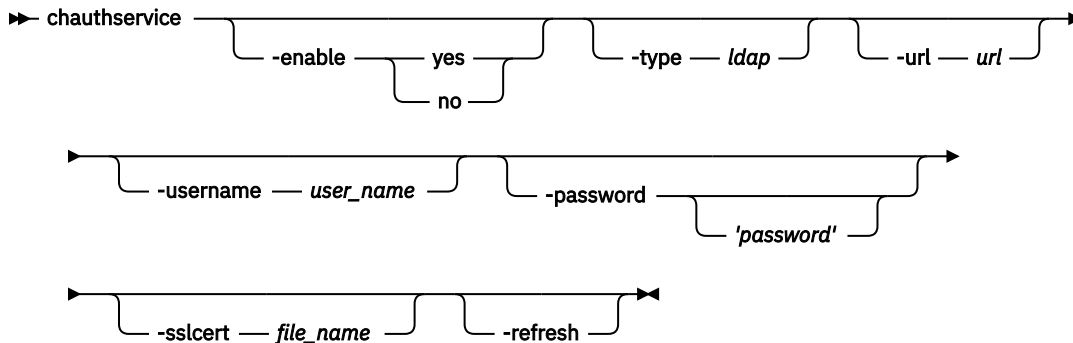 chauthservice -enable yes -type ldap -url url
no
-username user_name -password
'password'
-sslcert file_name -refresh